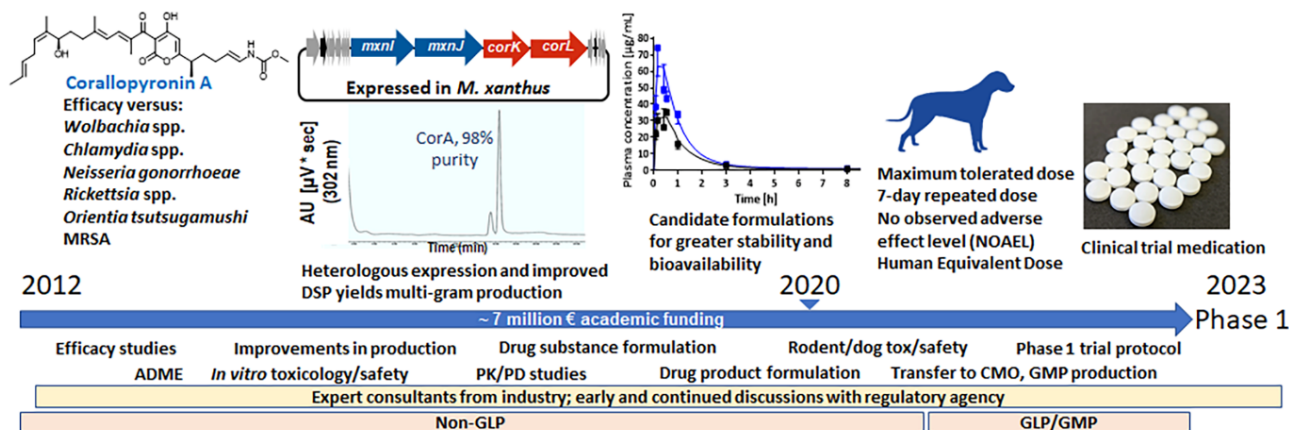 OH
OH
O
O
O
O
H
N
O
O
Corallopyronin A
Efficacy versus:
Wolbachia spp.
Chlamydia spp.
Neisseria gonorrhoeae
Rickettsia spp.
Orientia tsutsugamushi
MRSA
mxnI
mxnJ
corK
corL
Expressed in M. xanthus
AU [µV * sec]
(302 nm)
CorA, 98%
purity
Time (min)
Heterologous expression and improved
DSP yields multi-gram production
Plasma concentration [µg/mL]
80
70
60
50
40
30
20
10
0
0 1 2 3 4 5 6 7 8
Time [h]
Candidate formulations
for greater stability and
bioavailability
Maximum tolerated dose
7-day repeated dose
No observed adverse
effect level (NOAEL)
Human Equivalent Dose
Clinical trial medication
2012
2020
2023
~ 7 million € academic funding
Phase 1
Efficacy studies
Improvements in production
Drug substance formulation
Rodent/dog tox/safety
Phase 1 trial protocol
ADME
In vitro toxicology/safety
PK/PD studies
Drug product formulation
Transfer to CMO, GMP production
Expert consultants from industry; early and continued discussions with regulatory agency
Non-GLP
GLP/GMP